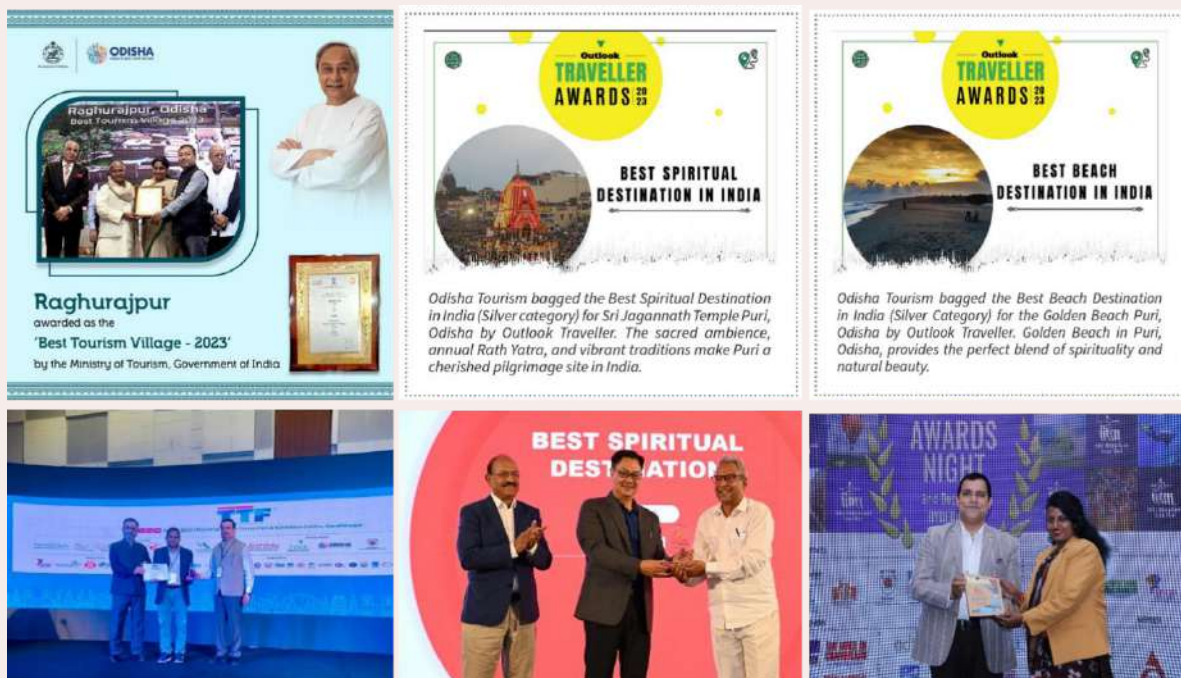 ODISHA
Raghurajpur, Odisha
Best Tourism Village 2023
Raghurajpur
awarded as the
'Best Tourism Village - 2023'
by the Ministry of Tourism, Government of India
Outlook
TRAVELLER
AWARDS 20
23
BEST SPIRITUAL
DESTINATION IN INDIA
Odisha Tourism bagged the Best Spiritual Destination
in India (Silver category) for Sri Jagannath Temple Puri,
Odisha by Outlook Traveller. The sacred ambience,
annual Rath Yatra, and vibrant traditions make Puri a
cherished pilgrimage site in India.
Outlook
TRAVELLER
AWARDS 20
23
BEST BEACH
DESTINATION IN INDIA
Odisha Tourism bagged the Best Beach Destination
in India (Silver Category) for the Golden Beach Puri,
Odisha by Outlook Traveller. Golden Beach in Puri,
Odisha, provides the perfect blend of spirituality and
natural beauty.
TTF
BEST SPIRITUAL
DESTINATION
AWARDS
NIGHT